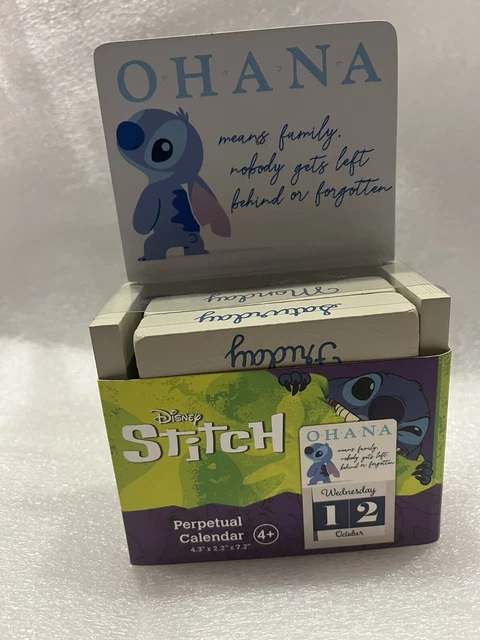 OHANA
means family,
nobody gets left
behind or forgotten
Monday
Saturday
Friday
Disney
Stitch
OHANA
means family,
nobody gets left
behind or forgotten
Wednesday
12
October
Perpetual
Calendar
4+
4.3" x 2.2" x 7.2"